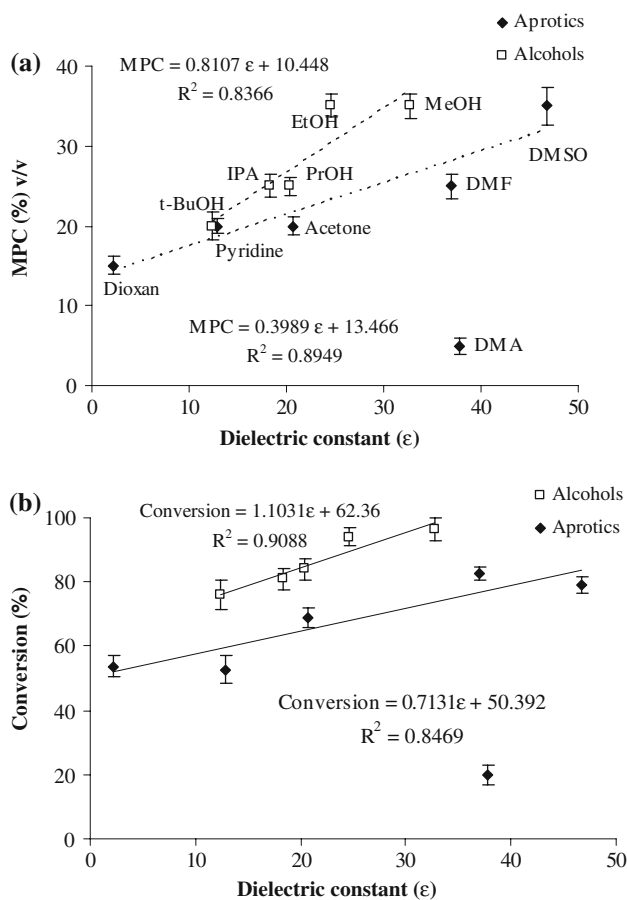 Aprotics
Alcohols
(a)
MPC = 0.8107 ε + 10.448
R² = 0.8366
MPC (%) v/v
40
30
20
10
0
EtOH
MeOH
IPA
PrOH
DMSO
t-BuOH
DMF
Pyridine
Acetone
Dioxan
MPC = 0.3989 ε + 13.466
R² = 0.8949
DMA
0 10 20 30 40 50
Dielectric constant (ε)
(b)
Conversion = 1.1031ε + 62.36
R² = 0.9088
Alcohols
Aprotics
Conversion (%)
100
80
60
40
20
0
Conversion = 0.7131ε + 50.392
R² = 0.8469
0 10 20 30 40 50
Dielectric constant (ε)